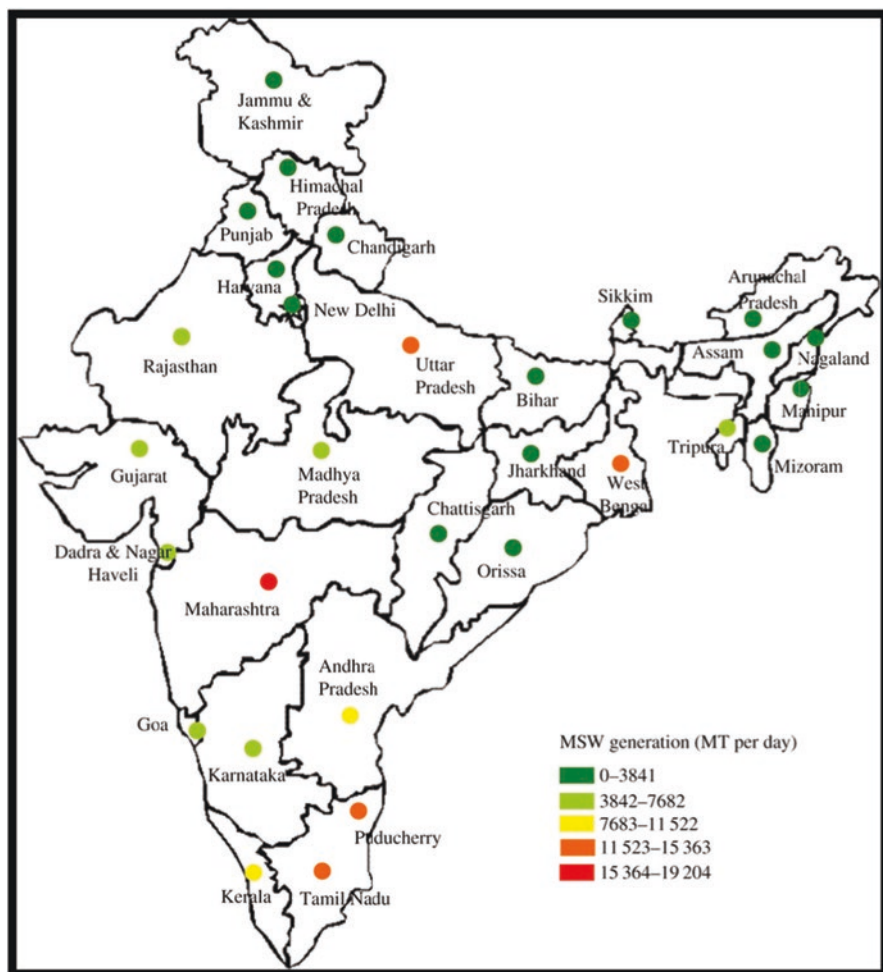 Jammu &
Kashmir
Himachal
Pradesh
Punjab
Chandigarh
Haryana
New Delhi
Arunachal
Pradesh
Sikkim
Assam
Nagaland
Rajasthan
Uttar
Pradesh
Bihar
Manipur
Tripura
Mizoram
Gujarat
Madhya
Pradesh
Jharkhand
West
Bengal
Chattisgarh
Dadra & Nagar
Haveli
Orissa
Maharashtra
Andhra
Pradesh
Goa
Karnataka
Puducherry
Kerala
Tamil Nadu
MSW generation (MT per day)
0–3841
3842–7682
7683–11 522
11 523–15 363
15 364–19 204